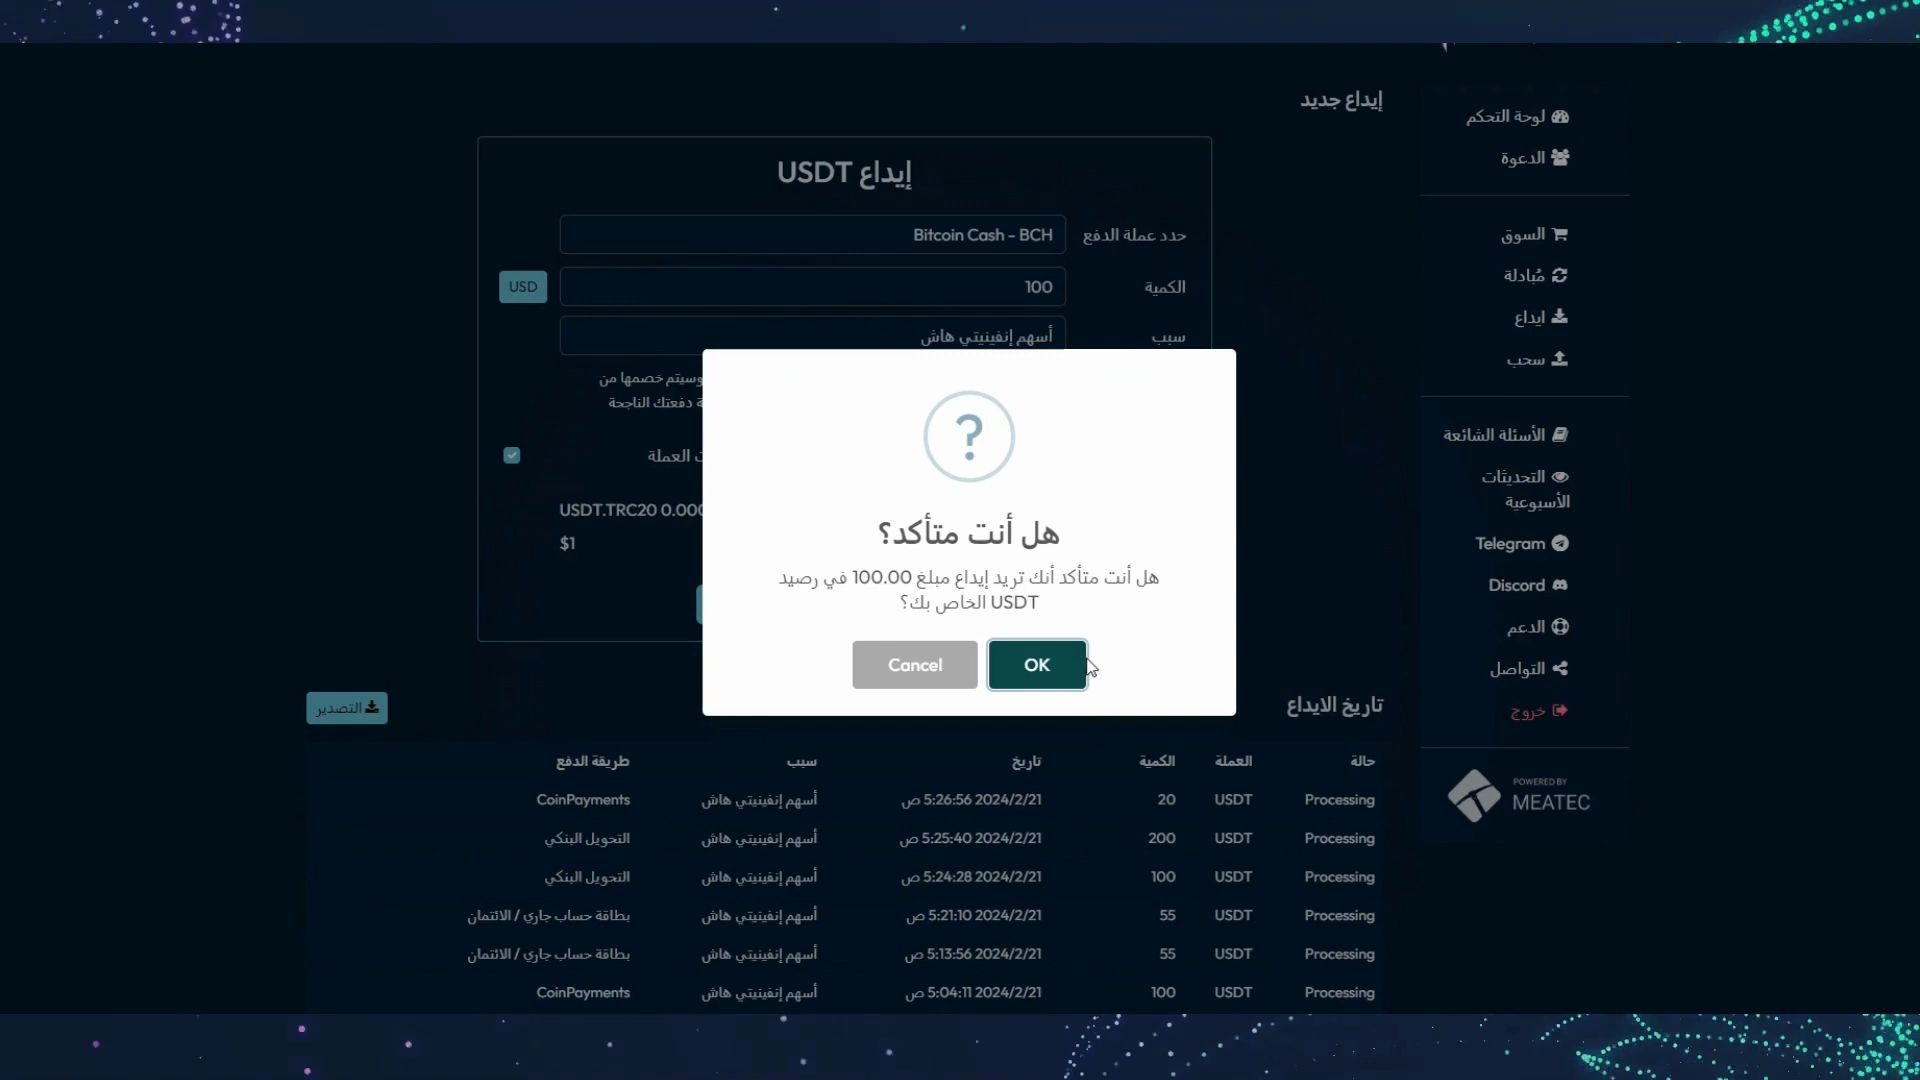 لوحة التحكم
الدعوة
السوق
مُبادلة
ايداع
سحب
الأسئلة الشائعة
التحديثات
الأسبوعية
Telegram
Discord
الدعم
التواصل
خروج
POWERED BY
MEATEC
إيداع جديد
إيداع USDT
حدد عملة الدفع
Bitcoin Cash - BCH
الكمية
100
USD
سبب
أسهم إنفينيتي هاش
وسيتم خصمها من
دفعتك الناجحة
العملة
USDT.TRC20 0.000
$1
هل أنت متأكد؟
هل أنت متأكد أنك تريد إيداع مبلغ 100.00 في رصيد
USDT الخاص بك؟
OK
Cancel
تاريخ الايداع
التصدير
حالة العملة الكمية تاريخ سبب طريقة الدفع
Processing USDT 20 2024/2/21 5:26:56 ص أسهم إنفينيتي هاش CoinPayments
Processing USDT 200 2024/2/21 5:25:40 ص أسهم إنفينيتي هاش التحويل البنكي
Processing USDT 100 2024/2/21 5:24:28 ص أسهم إنفينيتي هاش التحويل البنكي
Processing USDT 55 2024/2/21 5:21:10 ص أسهم إنفينيتي هاش بطاقة حساب جاري / الائتمان
Processing USDT 55 2024/2/21 5:13:56 ص أسهم إنفينيتي هاش بطاقة حساب جاري / الائتمان
Processing USDT 100 2024/2/21 5:04:11 ص أسهم إنفينيتي هاش CoinPayments